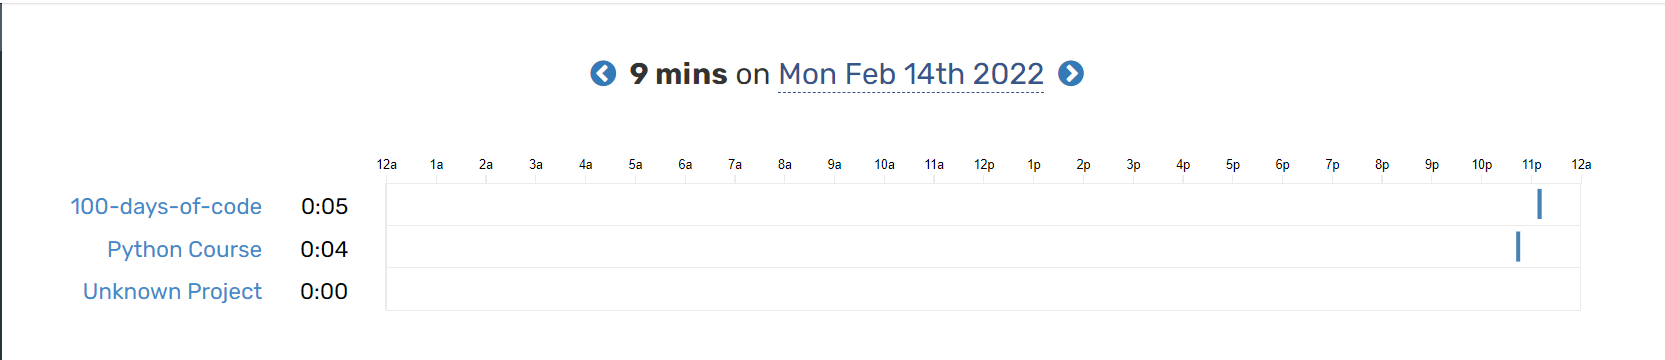 9 mins on Mon Feb 14th 2022
12a 1a 2a 3a 4a 5a 6a 7a 8a 9a 10a 11a 12p 1p 2p 3p 4p 5p 6p 7p 8p 9p 10p 11p 12a
100-days-of-code 0:05
Python Course 0:04
Unknown Project 0:00